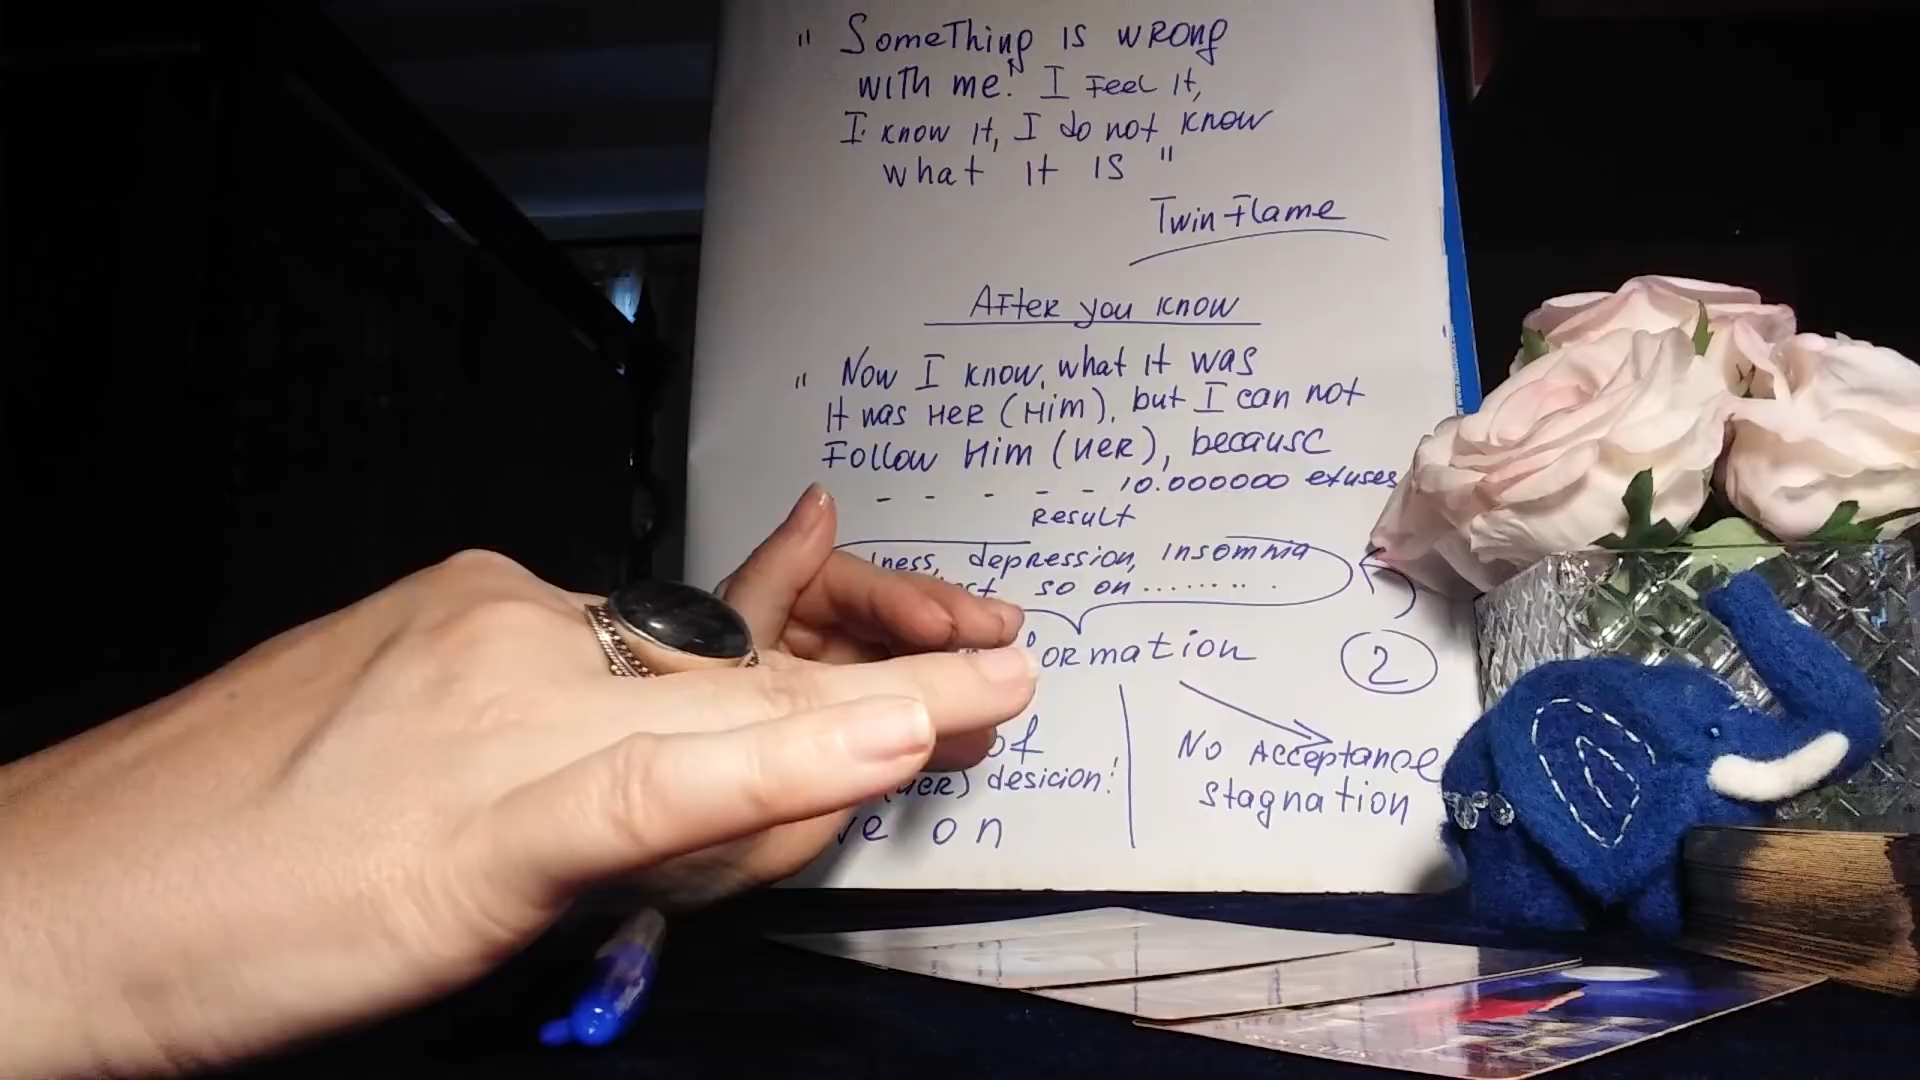 " Something is wrong
with me! I feel it,
I know it, I do not know
what it is "
Twin Flame
After you know
" Now I know, what it was
It was Her (Him), but I can not
Follow Him (Her), because
- - - - - 10.000000 exuses
Result
lness, depression, insomnia
so on ........
ormation
2
of
desicion!
ve on
No Acceptance
Stagnation